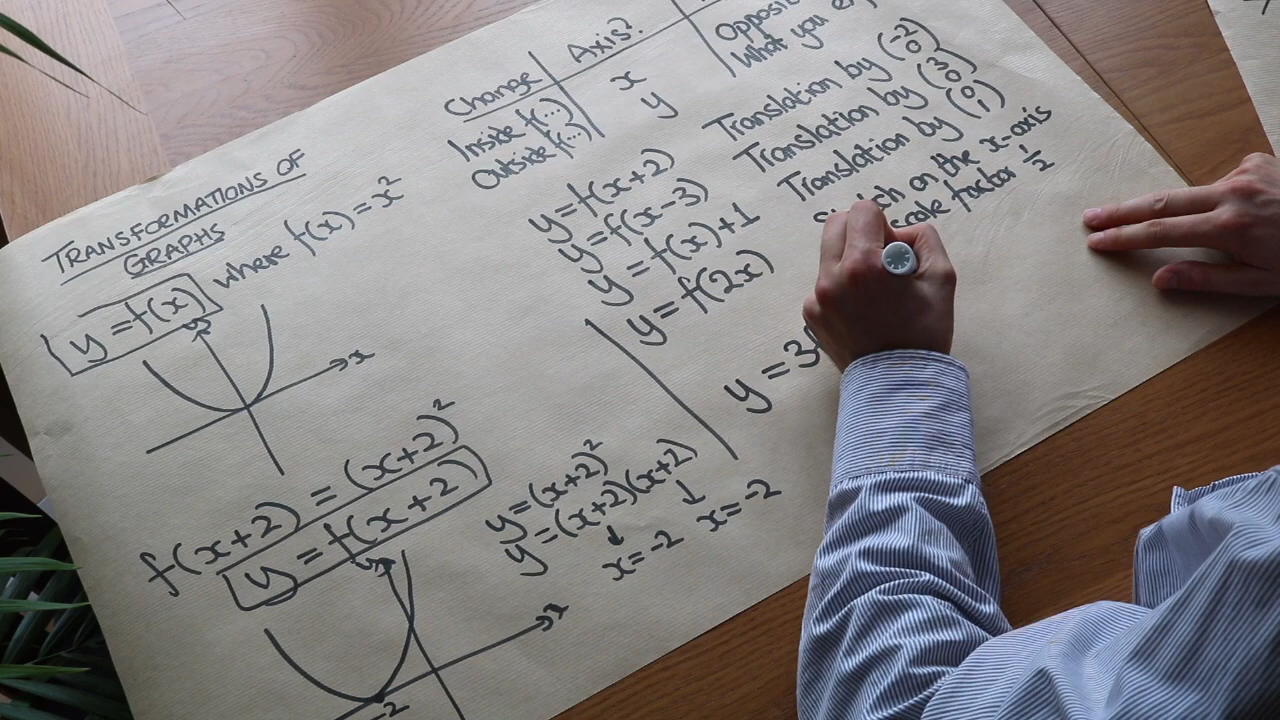 TRANSFORMATIONS OF
GRAPHS
y = f(x) where f(x) = x²
y
x
f(x+2) = (x+2)²
y = f(x+2)
y
x
-2
y = (x+2)²
y = (x+2)(x+2)
↓ ↓
x = -2 x = -2
Change Axis?
Inside f(...) x
Outside f(...) y
What you
y = f(x+2) Translation by (-2 0)
y = f(x-3) Translation by (3 0)
y = f(x)+1 Translation by (0 1)
y = f(2x) on the x-axis
scale factor 1/2
y = 3